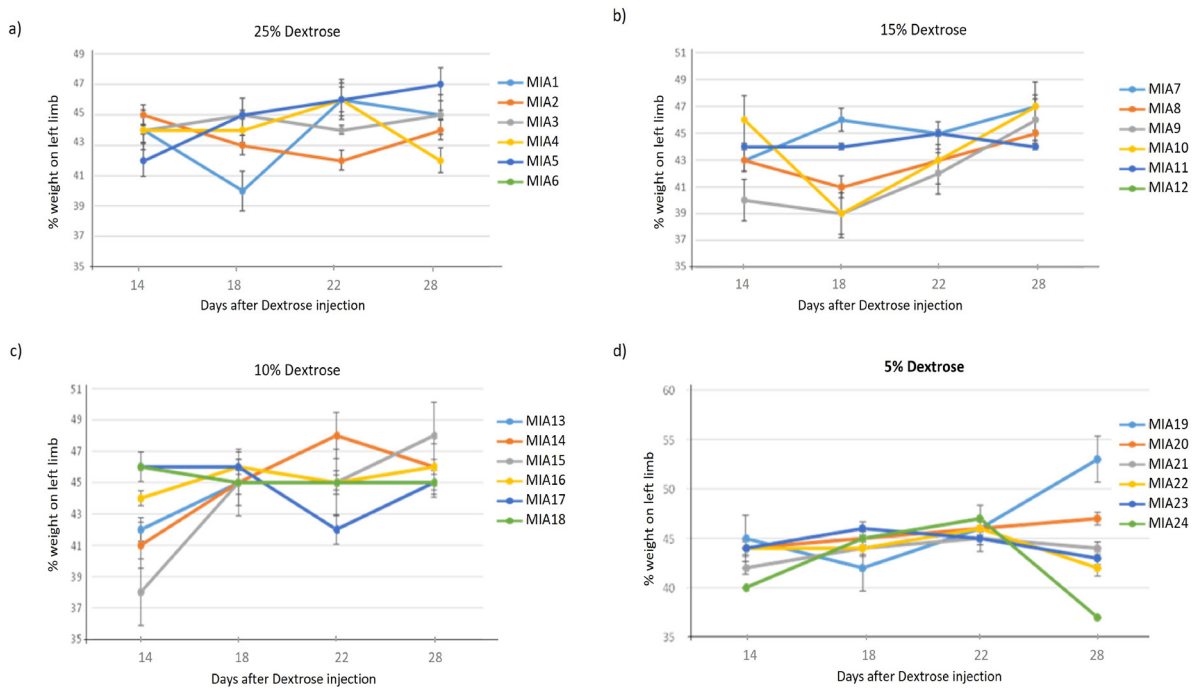 a)
25% Dextrose
49
47
45
43
41
39
37
35
% weight on left limb
14 18 22 28
Days after Dextrose injection
MIA1
MIA2
MIA3
MIA4
MIA5
MIA6
b)
15% Dextrose
51
49
47
45
43
41
39
37
35
% weight on left limb
14 18 22 28
Days after Dextrose injection
MIA7
MIA8
MIA9
MIA10
MIA11
MIA12
c)
10% Dextrose
51
49
47
45
43
41
39
37
35
% weight on left limb
14 18 22 28
Days after Dextrose injection
MIA13
MIA14
MIA15
MIA16
MIA17
MIA18
d)
5% Dextrose
60
55
50
45
40
35
% weight on left limb
14 18 22 28
Days after Dextrose injection
MIA19
MIA20
MIA21
MIA22
MIA23
MIA24